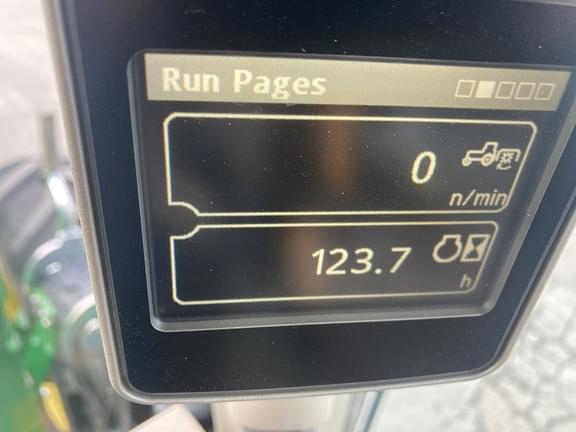 Run Pages
0
n/min
123.7
h